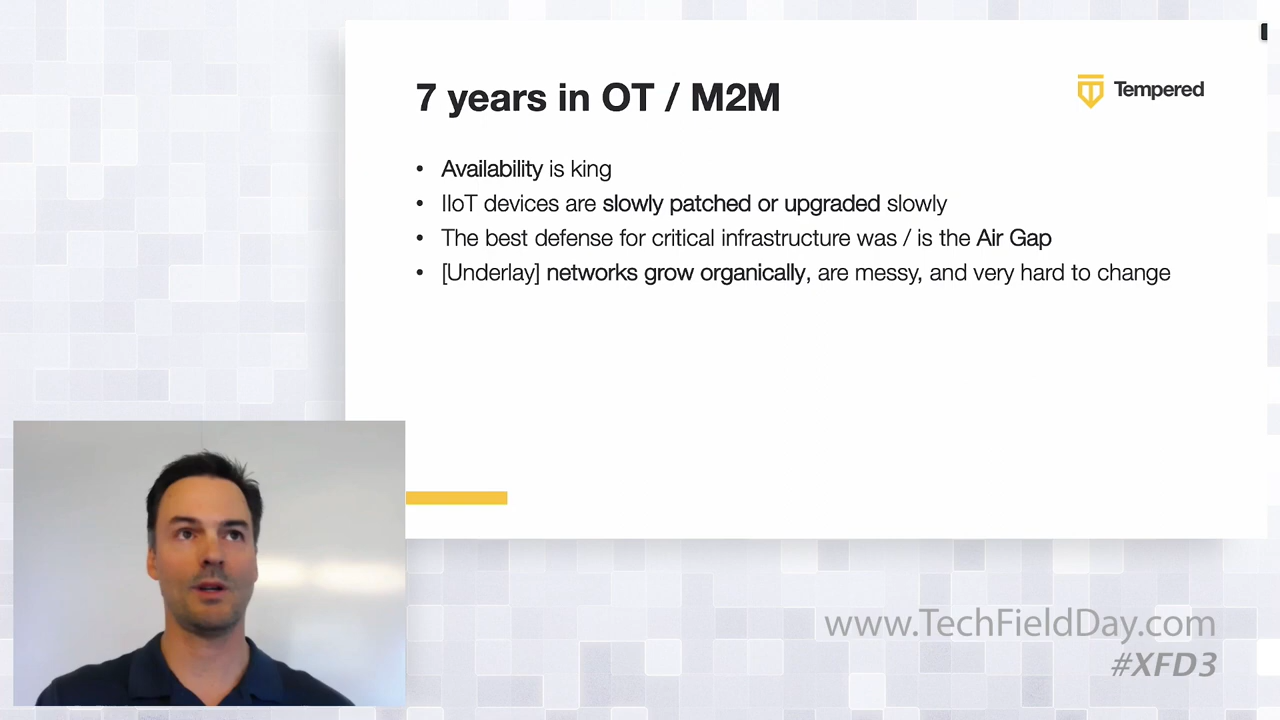 7 years in OT / M2M
Tempered
• Availability is king
• IIoT devices are slowly patched or upgraded slowly
• The best defense for critical infrastructure was / is the Air Gap
• [Underlay] networks grow organically, are messy, and very hard to change
www.TechFieldDay.com
#XFD3